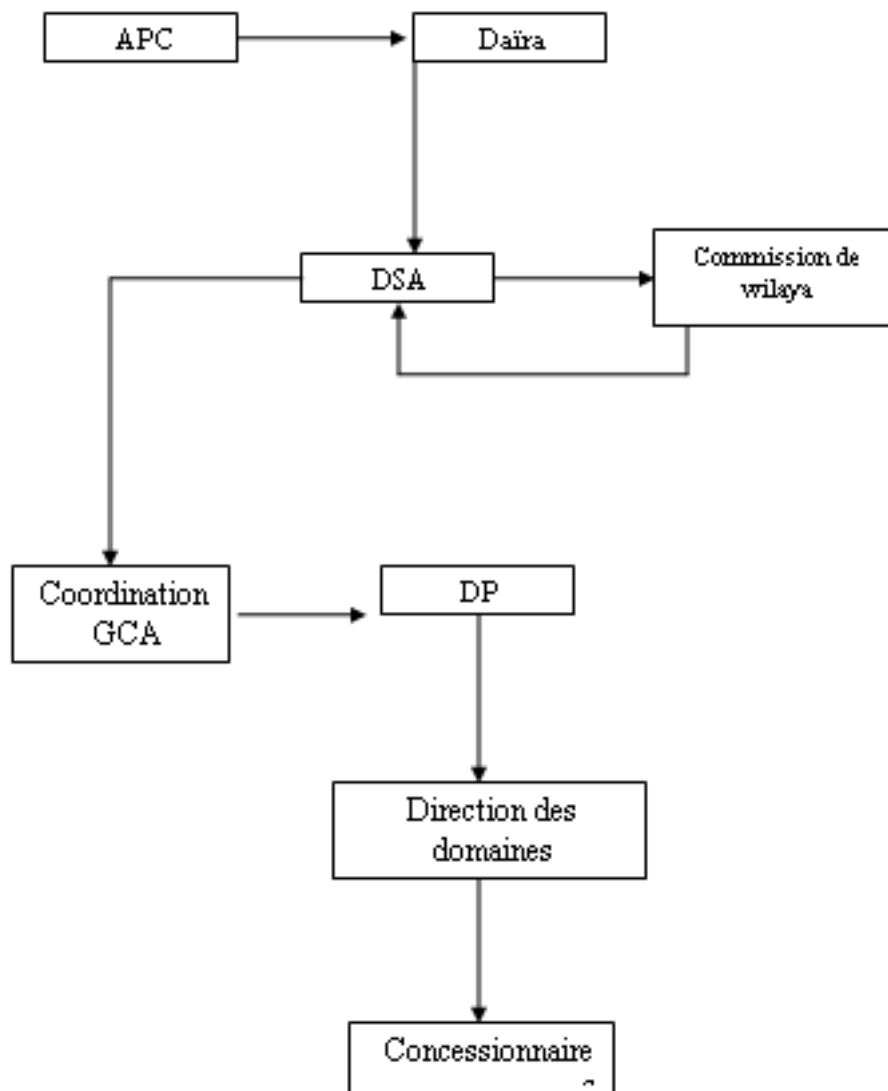 APC
Daïra
DSA
Commission de
wilaya
Coordination
GCA
DP
Direction des
domaines
Concessionnaire